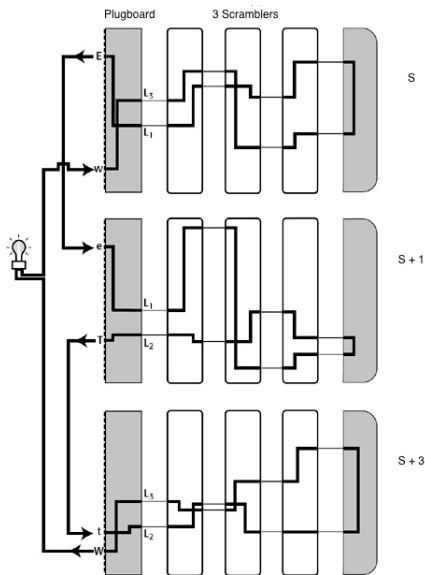 Plugboard 3 Scramblers
E
S
L3
L1
w
e
S + 1
L1
T
L2
S + 3
L3
t
L2
W